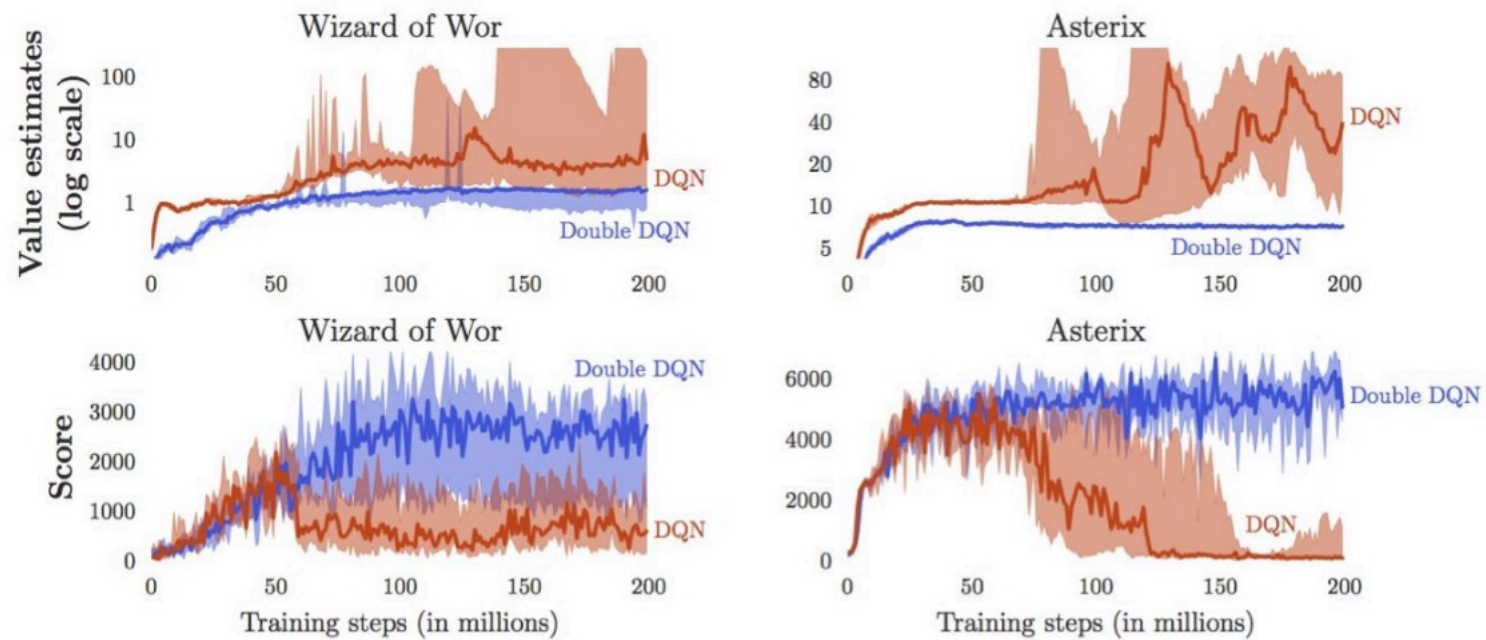 Wizard of Wor
Asterix
Value estimates
(log scale)
100
10
1
DQN
Double DQN
0 50 100 150 200
80
40
20
10
5
DQN
Double DQN
0 50 100 150 200
Wizard of Wor
Asterix
Score
4000
3000
2000
1000
0
Double DQN
DQN
0 50 100 150 200
Training steps (in millions)
6000
4000
2000
0
Double DQN
DQN
0 50 100 150 200
Training steps (in millions)